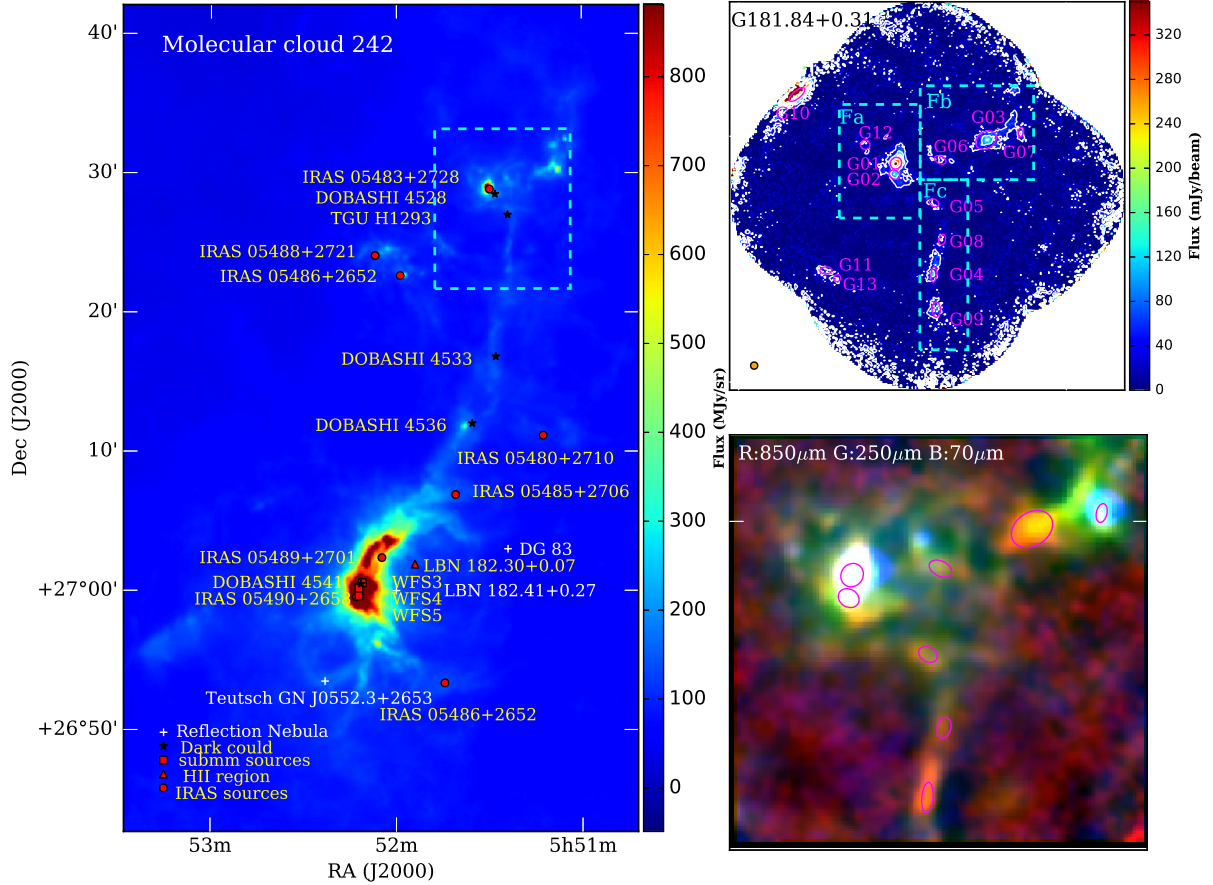 Molecular cloud 242
Dec (J2000)
40'
30'
20'
10'
+27°00'
+26°50'
53m
52m
5h51m
RA (J2000)
IRAS 05483+2728
DOBASHI 4528
TGU H1293
IRAS 05488+2721
IRAS 05486+2652
DOBASHI 4533
DOBASHI 4536
IRAS 05480+2710
IRAS 05485+2706
DG 83
IRAS 05489+2701
LBN 182.30+0.07
DOBASHI 4541
WFS3
IRAS 05490+2658
WFS4
LBN 182.41+0.27
WFS5
Teutsch GN J0552.3+2653
IRAS 05486+2652
Reflection Nebula
Dark could
submm sources
HII region
IRAS sources
800
700
600
500
400
300
200
100
0
Flux (MJy/sr)
G181.84+0.31
Fa
Fb
Fc
G10
G12
G01
G02
G03
G06
G07
G05
G08
G11
G13
G04
G09
320
280
240
200
160
120
80
40
0
Flux (mJy/beam)
R:850μm G:250μm B:70μm